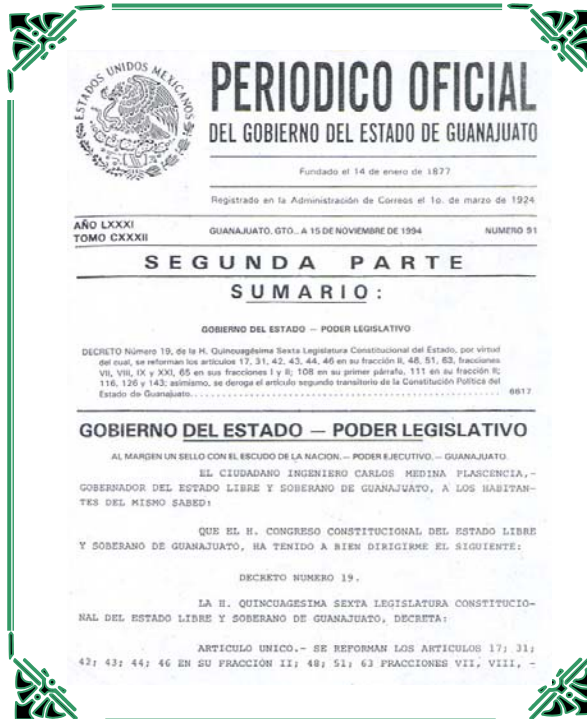 ESTADOS UNIDOS MEXICANOS
PERIODICO OFICIAL
DEL GOBIERNO DEL ESTADO DE GUANAJUATO
Fundado el 14 de enero de 1877
Registrado en la Administración de Correos el 1o. de marzo de 1924
AÑO LXXXI
TOMO CXXXII
GUANAJUATO, GTO., A 15 DE NOVIEMBRE DE 1994
NUMERO 91
SEGUNDA PARTE
SUMARIO:
GOBIERNO DEL ESTADO — PODER LEGISLATIVO
DECRETO Número 19, de la H. Quincuagésima Sexta Legislatura Constitucional del Estado, por virtud
del cual, se reforman los artículos 17, 31, 42, 43, 44, 46 en su fracción II, 48, 51, 63, fracciones
VII, VIII, IX y XXI, 65 en sus fracciones I y II; 108 en su primer párrafo, 111 en su fracción II;
116, 126 y 143; asimismo, se deroga el artículo segundo transitorio de la Constitución Política del
Estado de Guanajuato. . . . . . . . . . 6617
GOBIERNO DEL ESTADO — PODER LEGISLATIVO
AL MARGEN UN SELLO CON EL ESCUDO DE LA NACION.— PODER EJECUTIVO.— GUANAJUATO.
EL CIUDADANO INGENIERO CARLOS MEDINA PLASCENCIA,-
GOBERNADOR DEL ESTADO LIBRE Y SOBERANO DE GUANAJUATO, A LOS HABITAN-
TES DEL MISMO SABED:
QUE EL H. CONGRESO CONSTITUCIONAL DEL ESTADO LIBRE
Y SOBERANO DE GUANAJUATO, HA TENIDO A BIEN DIRIGIRME EL SIGUIENTE:
DECRETO NUMERO 19.
LA H. QUINCUAGESIMA SEXTA LEGISLATURA CONSTITUCIO-
NAL DEL ESTADO LIBRE Y SOBERANO DE GUANAJUATO, DECRETA:
ARTICULO UNICO.- SE REFORMAN LOS ARTICULOS 17; 31;
42; 43; 44; 46 EN SU FRACCION II; 48; 51; 63 FRACCIONES VII, VIII, -